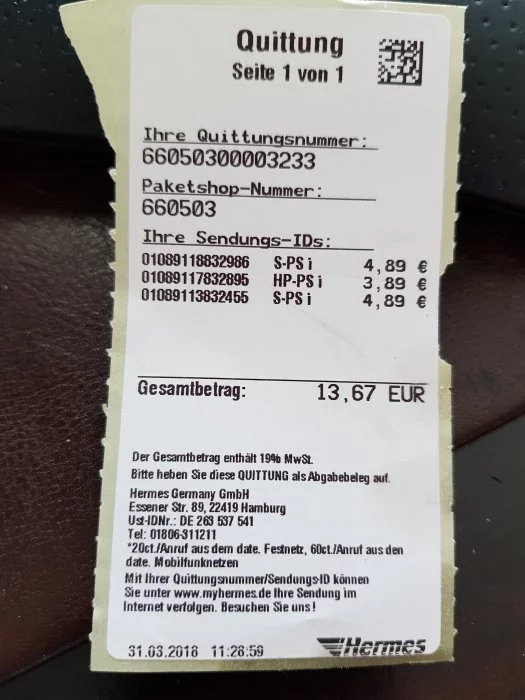 Quittung
Seite 1 von 1
Ihre Quittungsnummer:
66050300003233
Paketshop-Nummer:
660503
Ihre Sendungs-IDs:
01089118832986 S-PS i 4,89 €
01089117832895 HP-PS i 3,89 €
01089113832455 S-PS i 4,89 €
Gesamtbetrag: 13,67 EUR
Der Gesamtbetrag enthält 19% MwSt.
Bitte heben Sie diese QUITTUNG als Abgabebeleg auf.
Hermes Germany GmbH
Essener Str. 89, 22419 Hamburg
Ust-IDNr.: DE 263 537 541
Tel: 01806-311211
*20ct./Anruf aus dem date. Festnetz, 60ct./Anruf aus den
date. Mobilfunknetzen
Mit Ihrer Quittungsnummer/Sendungs-ID können
Sie unter www.myhermes.de Ihre Sendung im
Internet verfolgen. Besuchen Sie uns!
31.03.2018 11:26:59
Hermes